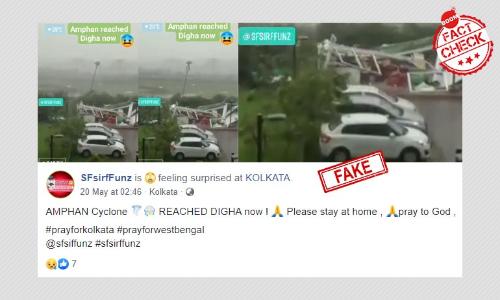 BOOM
FACT
CHECK
Amphan reached
Digha now
Amphan reached
Digha now
@SFSIRFFUNZ
FAKE
SFsirfFunz is feeling surprised at KOLKATA.
20 May at 02:46 · Kolkata ·
AMPHAN Cyclone 🌪️⛈️ REACHED DIGHA now ! 🙏 Please stay at home , 🙏pray to God ,
#prayforkolkata #prayforwestbengal
@sfsiffunz #sfsirffunz
7